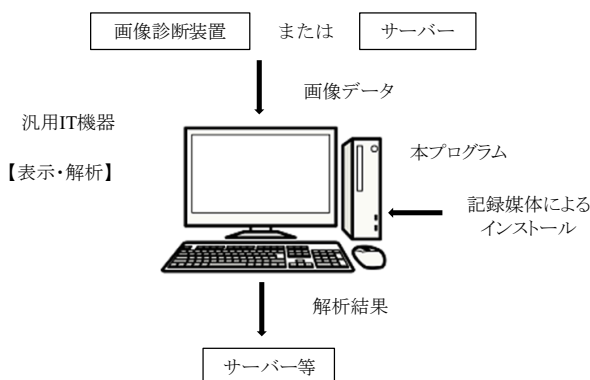 画像診断装置 または サーバー
画像データ
汎用IT機器
【表示・解析】
本プログラム
記録媒体による
インストール
解析結果
サーバー等